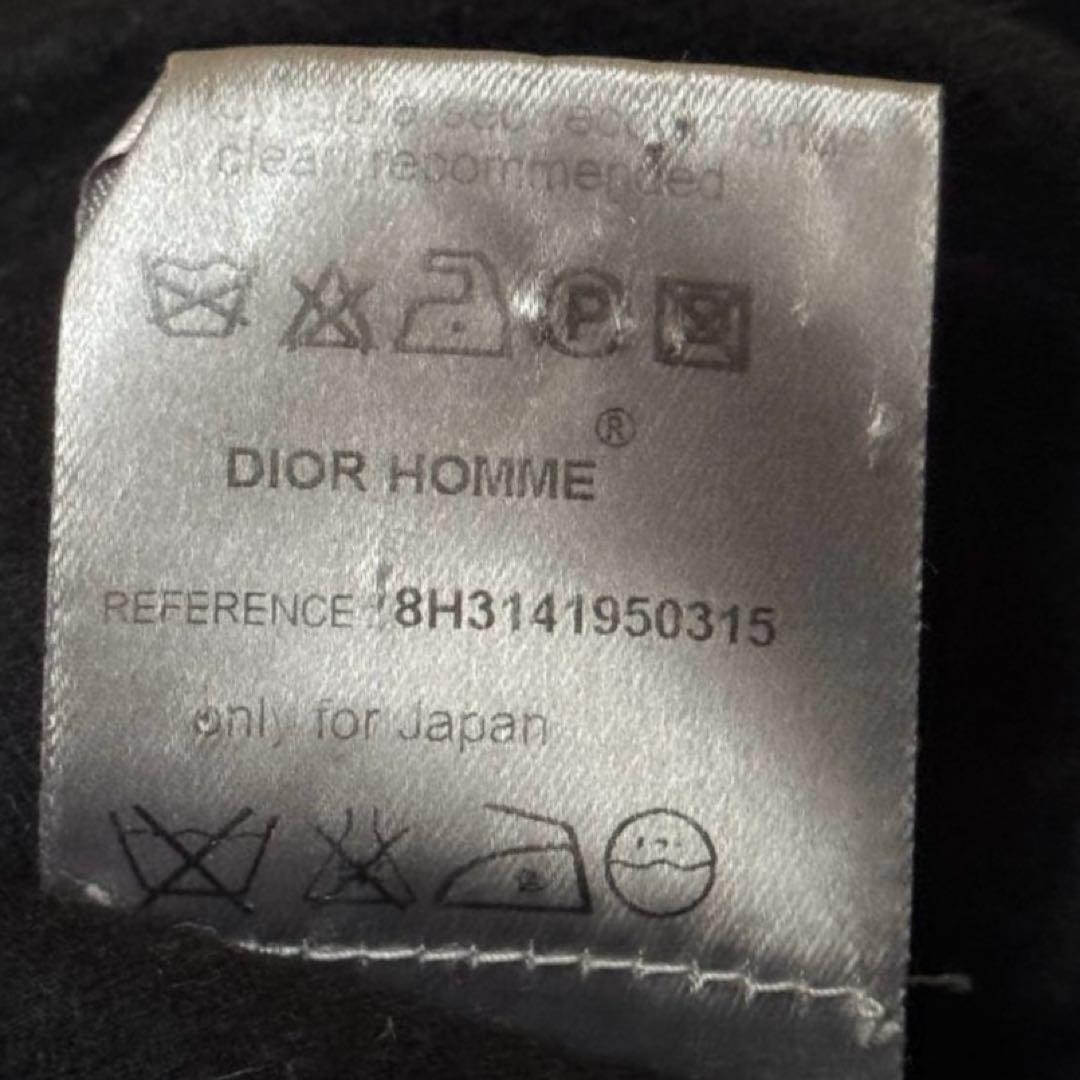 clean recommended
P
DIOR HOMME ®
REFERENCE : 8H3141950315
only for Japan